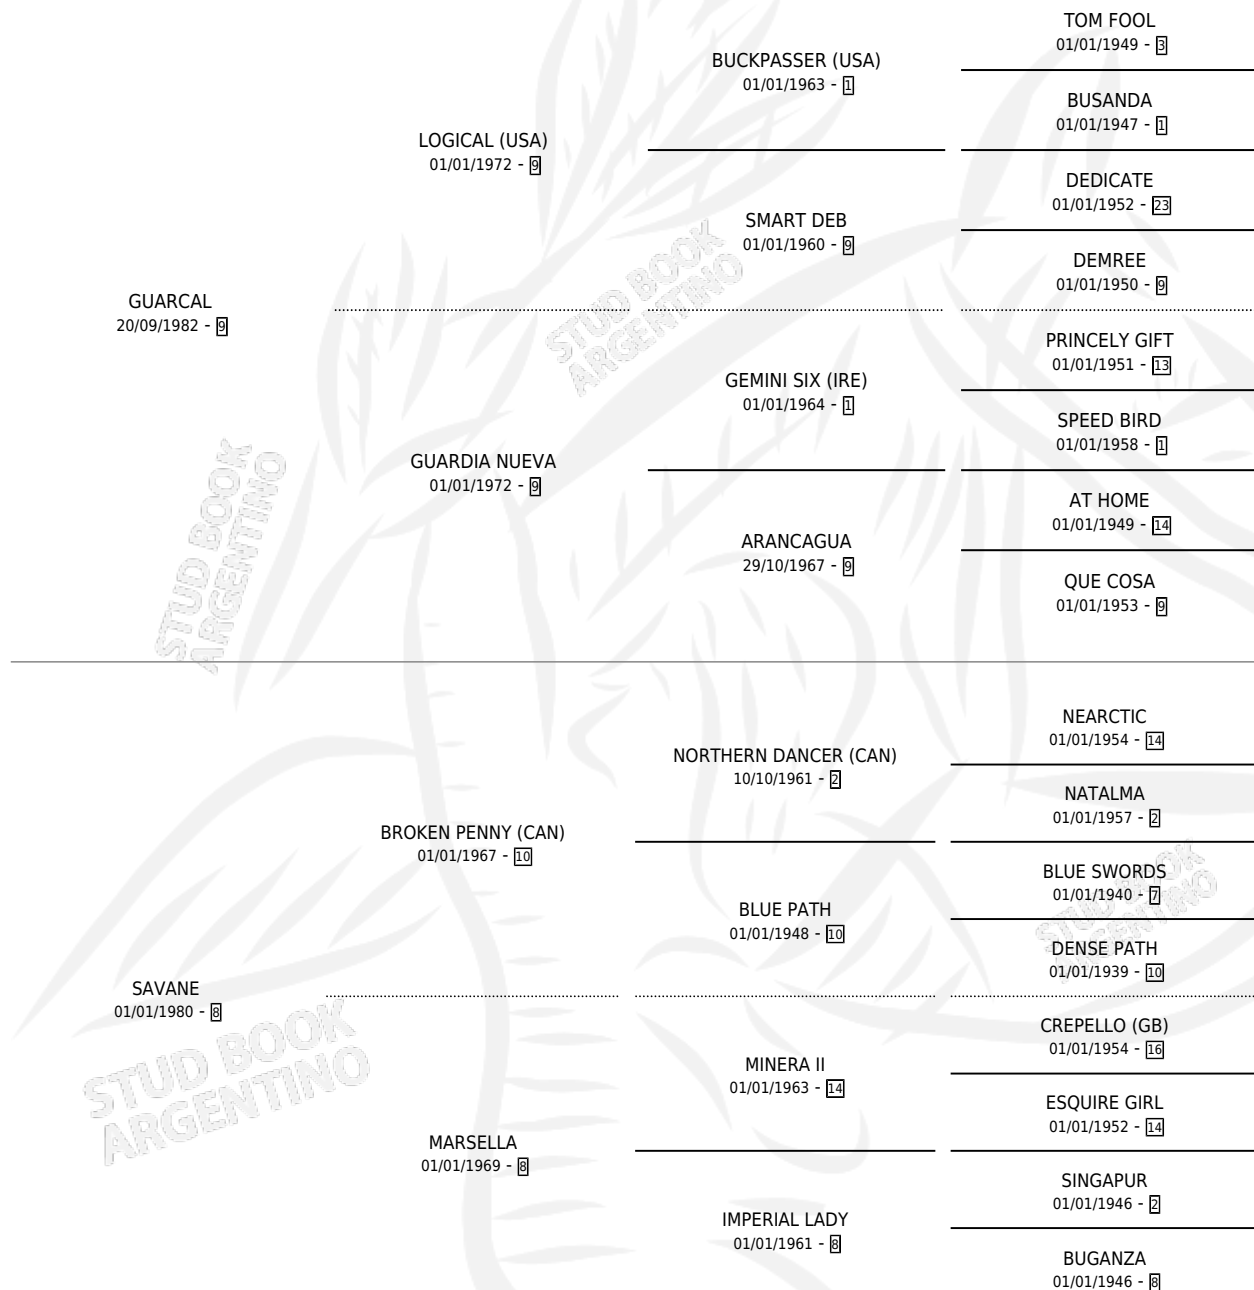 TOM FOOL
01/01/1949 - 3
BUCKPASSER (USA)
01/01/1963 - 1
BUSANDA
01/01/1947 - 1
LOGICAL (USA)
01/01/1972 - 9
DEDICATE
01/01/1952 - 23
SMART DEB
01/01/1960 - 9
DEMREE
01/01/1950 - 9
GUARCAL
20/09/1982 - 9
STUD BOOK
ARGENTINO
PRINCELY GIFT
01/01/1951 - 13
GEMINI SIX (IRE)
01/01/1964 - 1
SPEED BIRD
01/01/1958 - 1
GUARDIA NUEVA
01/01/1972 - 9
AT HOME
01/01/1949 - 14
ARANCAGUA
29/10/1967 - 9
QUE COSA
01/01/1953 - 9
STUD BOOK
ARGENTINO
NEARCTIC
01/01/1954 - 14
NORTHERN DANCER (CAN)
10/10/1961 - 2
NATALMA
01/01/1957 - 2
BROKEN PENNY (CAN)
01/01/1967 - 10
BLUE SWORDS
01/01/1940 - 7
BLUE PATH
01/01/1948 - 10
STUD BOOK
ARGENTINO
DENSE PATH
01/01/1939 - 10
SAVANE
01/01/1980 - 8
CREPELLO (GB)
01/01/1954 - 16
MINERA II
01/01/1963 - 14
STUD BOOK
ARGENTINO
ESQUIRE GIRL
01/01/1952 - 14
MARSELLA
01/01/1969 - 8
SINGAPUR
01/01/1946 - 2
IMPERIAL LADY
01/01/1961 - 8
BUGANZA
01/01/1946 - 8